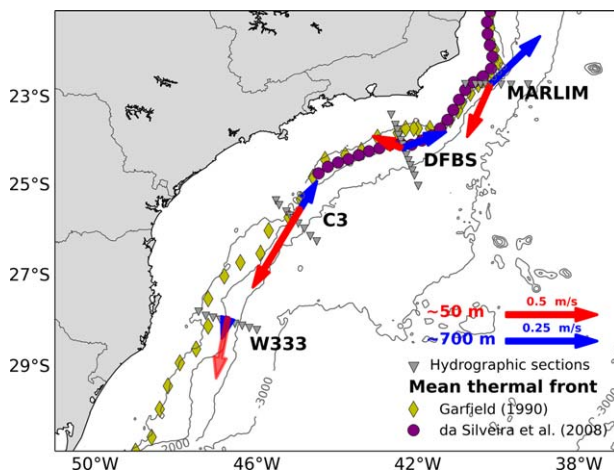 23°S
25°S
27°S
29°S
50°W
46°W
42°W
38°W
MARLIM
DFBS
C3
W333
~50 m
0.5 m/s
~700 m
0.25 m/s
Hydrographic sections
Mean thermal front
Garfjeld (1990)
da Silveira et al. (2008)
-3000
-3000
-2000